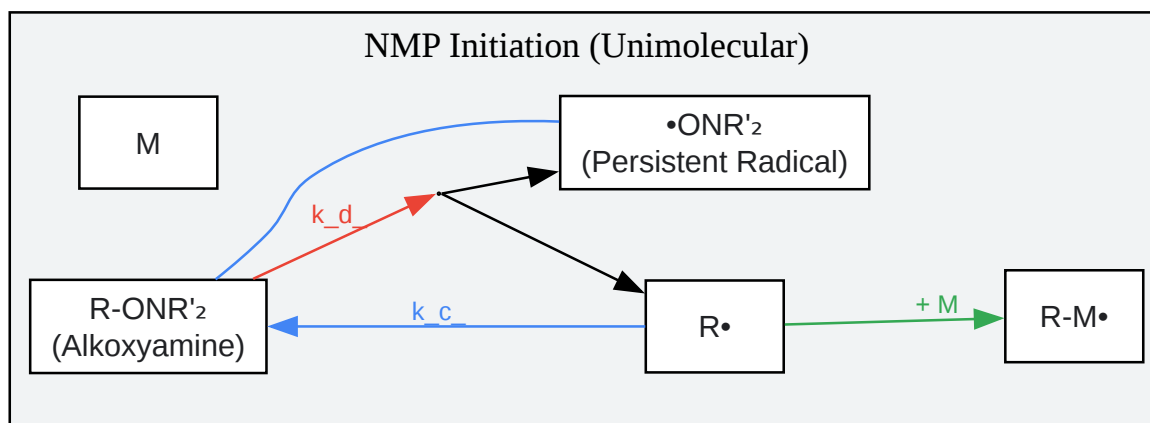 NMP Initiation (Unimolecular)
M
•ONR'₂
(Persistent Radical)
k_d_
R-ONR'₂
(Alkoxyamine)
k_c_
R•
+ M
R-M•